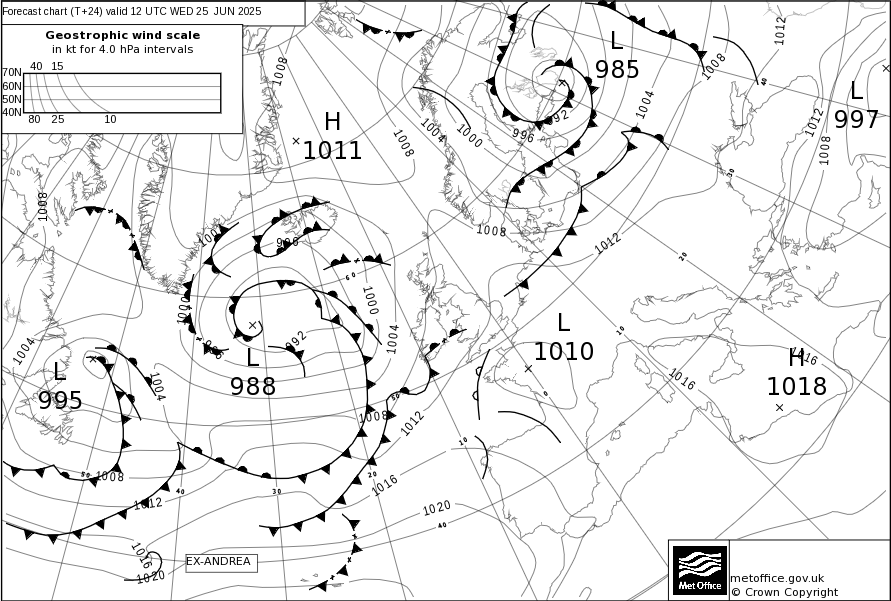 Forecast chart (T+24) valid 12 UTC WED 25 JUN 2025
Geostrophic wind scale
in kt for 4.0 hPa intervals
40 15
70N
60N
50N
40N
80 25 10
1012
L
985
1008
1008
40
L
997
H
1011
1004
992
996
1000
1004
1008
1012
1008
30
1008
1008
1012
996
60
20
1000
1000
1004
992
L
988
L
1010
10
1004
L
995
1004
1016
1016
H
1018
0
50
1008
1012
10
50
1008
20
40
30
1016
1012
1020
40
1016
1020
EX-ANDREA
Met Office
metoffice.gov.uk
© Crown Copyright